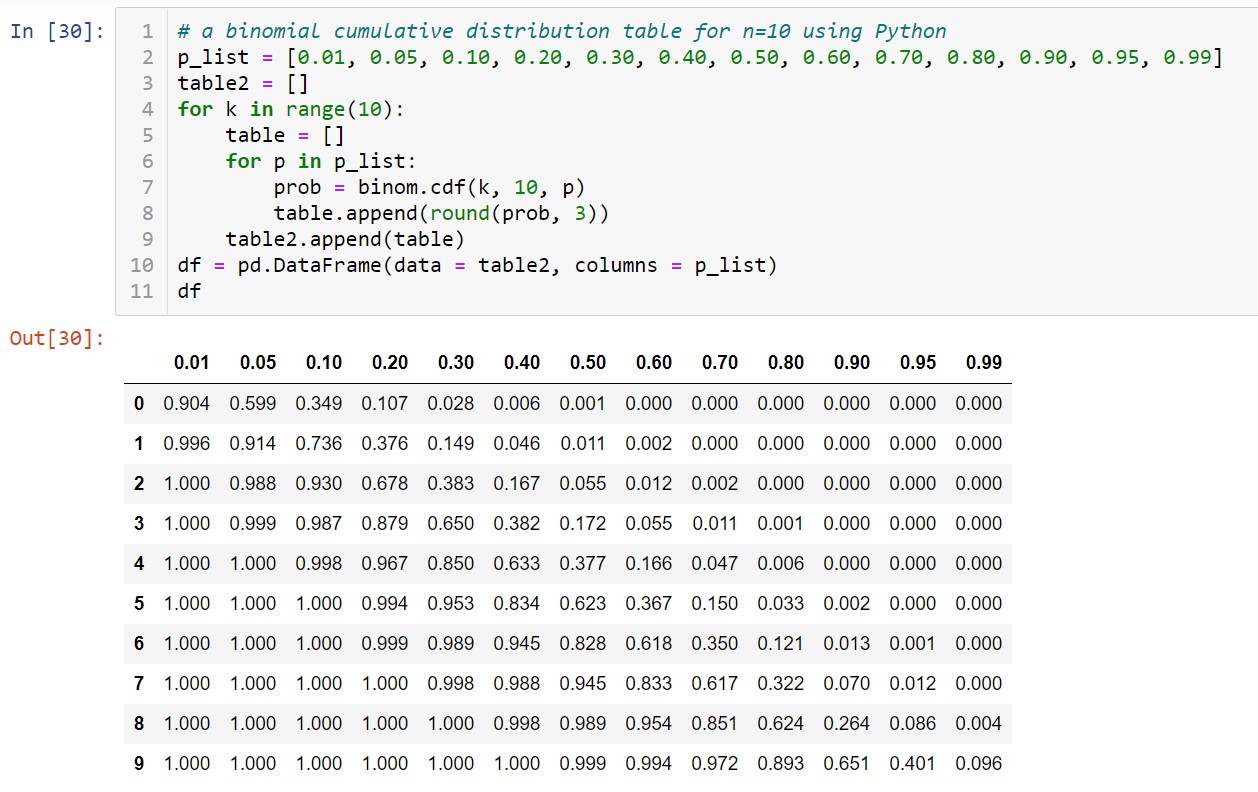 In [30]:
1 # a binomial cumulative distribution table for n=10 using Python
2 p_list = [0.01, 0.05, 0.10, 0.20, 0.30, 0.40, 0.50, 0.60, 0.70, 0.80, 0.90, 0.95, 0.99]
3 table2 = []
4 for k in range(10):
5     table = []
6     for p in p_list:
7         prob = binom.cdf(k, 10, p)
8         table.append(round(prob, 3))
9     table2.append(table)
10 df = pd.DataFrame(data = table2, columns = p_list)
11 df
Out[30]:
0.01 0.05 0.10 0.20 0.30 0.40 0.50 0.60 0.70 0.80 0.90 0.95 0.99
0 0.904 0.599 0.349 0.107 0.028 0.006 0.001 0.000 0.000 0.000 0.000 0.000 0.000
1 0.996 0.914 0.736 0.376 0.149 0.046 0.011 0.002 0.000 0.000 0.000 0.000 0.000
2 1.000 0.988 0.930 0.678 0.383 0.167 0.055 0.012 0.002 0.000 0.000 0.000 0.000
3 1.000 0.999 0.987 0.879 0.650 0.382 0.172 0.055 0.011 0.001 0.000 0.000 0.000
4 1.000 1.000 0.998 0.967 0.850 0.633 0.377 0.166 0.047 0.006 0.000 0.000 0.000
5 1.000 1.000 1.000 0.994 0.953 0.834 0.623 0.367 0.150 0.033 0.002 0.000 0.000
6 1.000 1.000 1.000 0.999 0.989 0.945 0.828 0.618 0.350 0.121 0.013 0.001 0.000
7 1.000 1.000 1.000 1.000 0.998 0.988 0.945 0.833 0.617 0.322 0.070 0.012 0.000
8 1.000 1.000 1.000 1.000 1.000 0.998 0.989 0.954 0.851 0.624 0.264 0.086 0.004
9 1.000 1.000 1.000 1.000 1.000 1.000 0.999 0.994 0.972 0.893 0.651 0.401 0.096